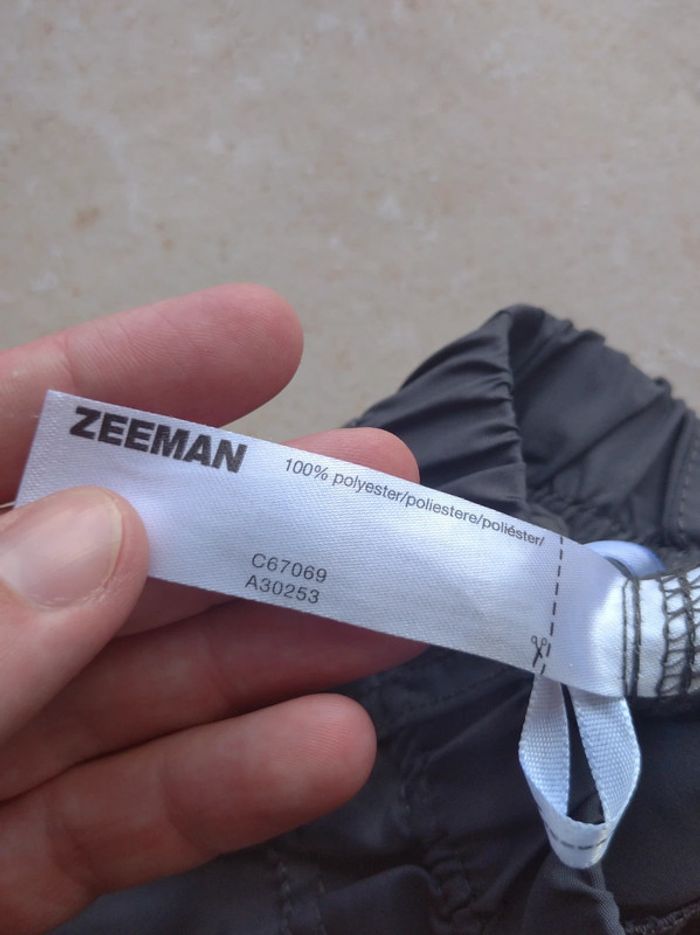 ZEEMAN
100% polyester/poliestere/poliéster/
C67069
A30253